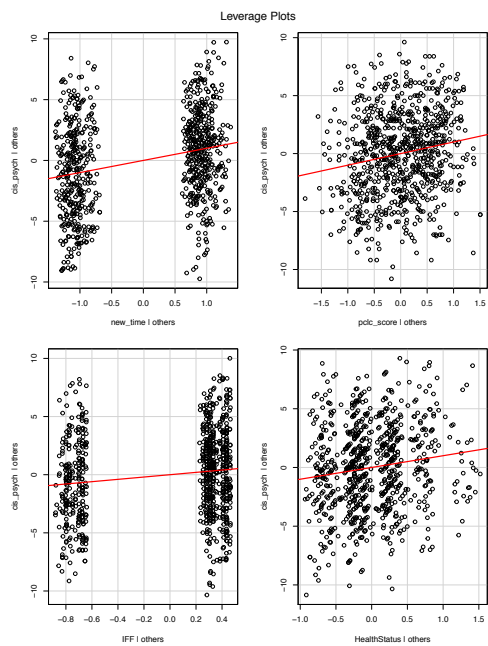 Leverage Plots
cis_psych | others
10
5
0
−5
−10
−1.0 −0.5 0.0 0.5 1.0
new_time | others
cis_psych | others
10
5
0
−5
−10
−1.5 −1.0 −0.5 0.0 0.5 1.0 1.5
pclc_score | others
cis_psych | others
10
5
0
−5
−10
−0.8 −0.6 −0.4 −0.2 0.0 0.2 0.4
IFF | others
cis_psych | others
10
5
0
−5
−10
−1.0 −0.5 0.0 0.5 1.0 1.5
HealthStatus | others